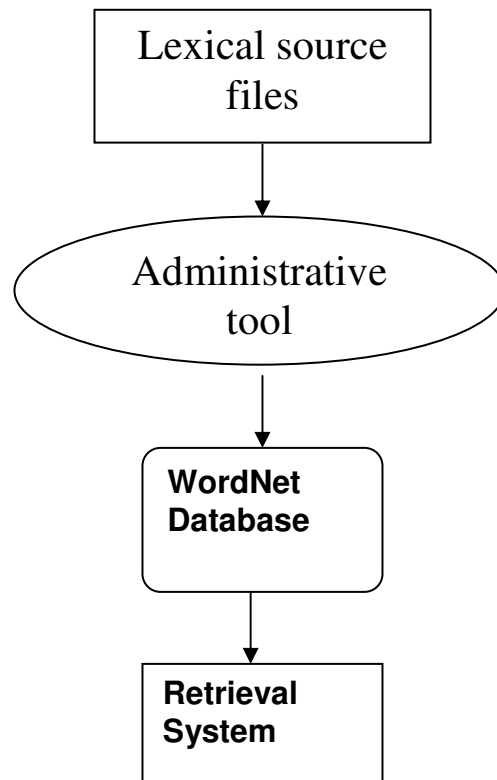 Lexical source
files
Administrative
tool
WordNet
Database
Retrieval
System